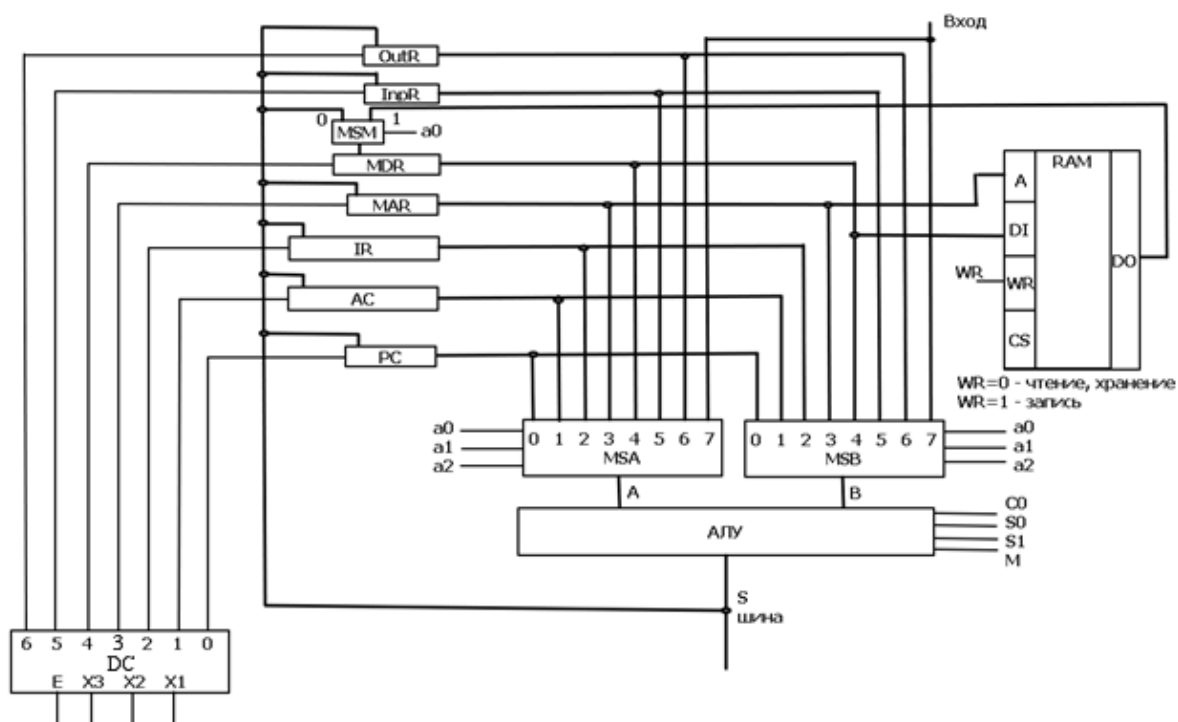 Вход
OutR
InpR
0 1
MSM a0
MDR
MAR
IR
AC
PC
RAM
A
DI
WR WR
CS
DO
WR=0 - чтение, хранение
WR=1 - запись
a0
a1
a2
0 1 2 3 4 5 6 7
MSA
0 1 2 3 4 5 6 7
MSB
a0
a1
a2
A
B
АЛУ
C0
S0
S1
M
S
шина
6 5 4 3 2 1 0
DC
E X3 X2 X1